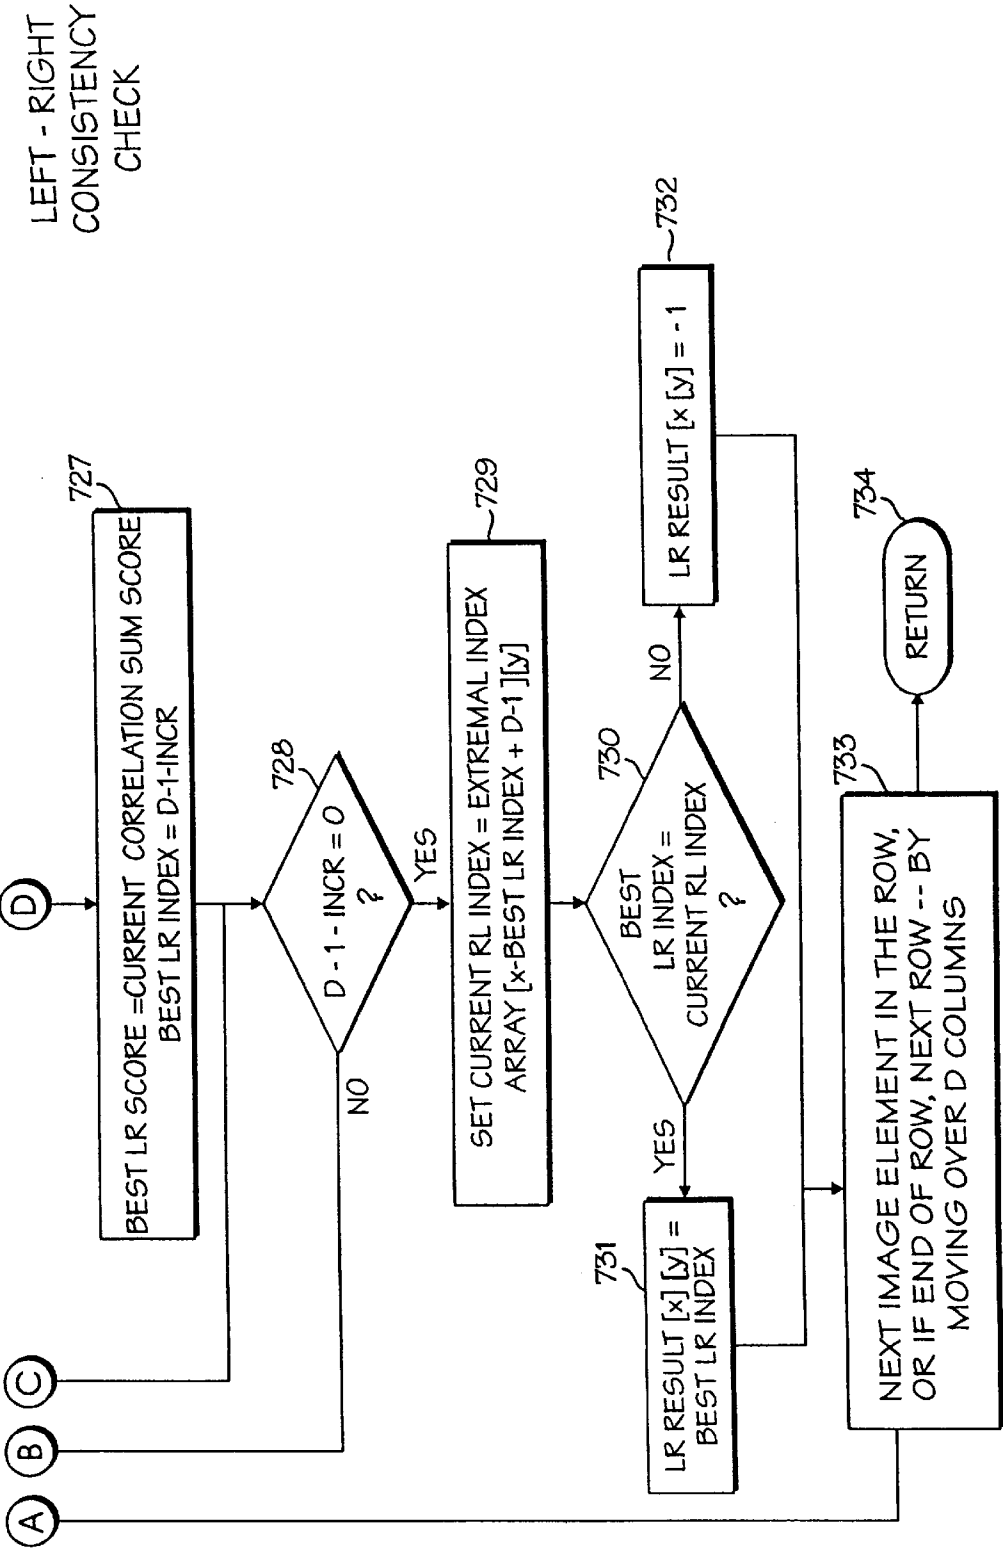 LEFT - RIGHT
CONSISTENCY
CHECK
A
B
C
D
727
BEST LR SCORE =CURRENT CORRELATION SUM SCORE
BEST LR INDEX = D-1-INCR
728
D - 1 - INCR = 0
?
NO
YES
729
SET CURRENT RL INDEX = EXTREMAL INDEX
ARRAY [x-BEST LR INDEX + D-1 ][y]
730
BEST
LR INDEX =
CURRENT RL INDEX
?
YES
NO
731
LR RESULT [x] [y] =
BEST LR INDEX
732
LR RESULT [x [y] = - 1
733
NEXT IMAGE ELEMENT IN THE ROW,
OR IF END OF ROW, NEXT ROW -- BY
MOVING OVER D COLUMNS
734
RETURN